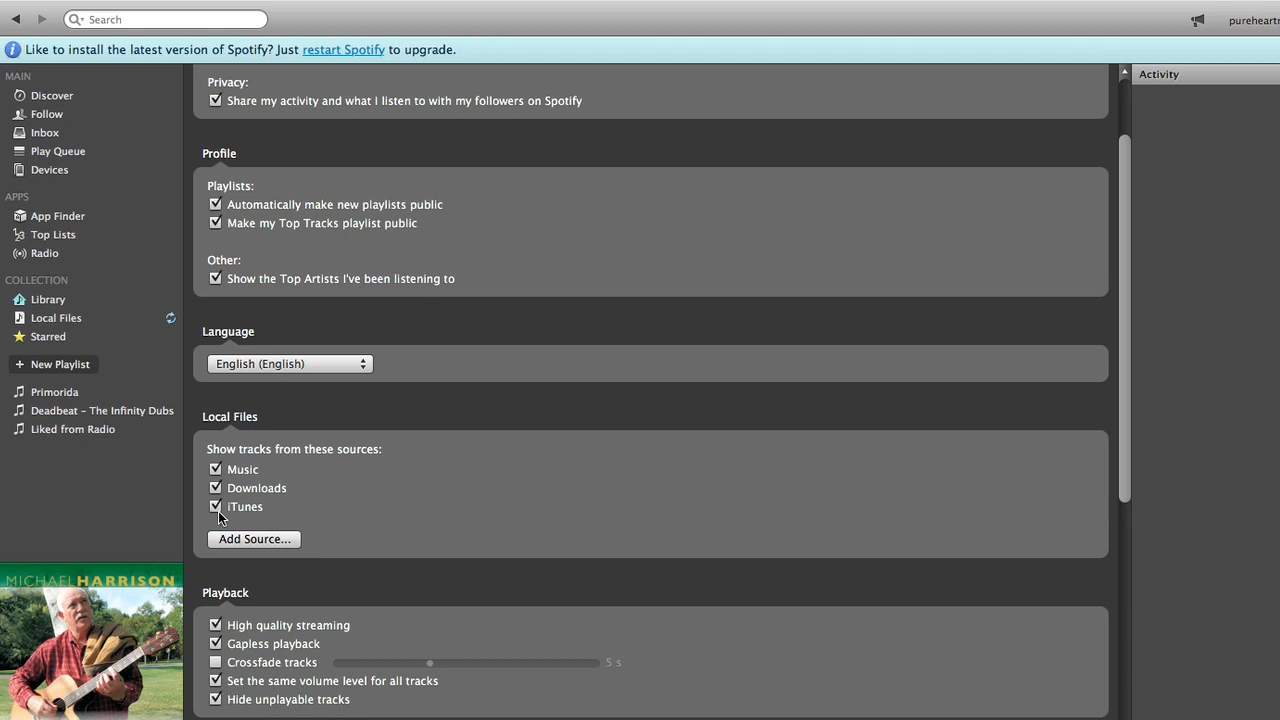 Search
pureheartr
Like to install the latest version of Spotify? Just restart Spotify to upgrade.
MAIN
Discover
Follow
Inbox
Play Queue
Devices
APPS
App Finder
Top Lists
Radio
COLLECTION
Library
Local Files
Starred
+ New Playlist
Primorida
Deadbeat – The Infinity Dubs
Liked from Radio
MICHAELHARRISON
Privacy:
Share my activity and what I listen to with my followers on Spotify
Profile
Playlists:
Automatically make new playlists public
Make my Top Tracks playlist public
Other:
Show the Top Artists I've been listening to
Language
English (English)
Local Files
Show tracks from these sources:
Music
Downloads
iTunes
Add Source...
Playback
High quality streaming
Gapless playback
Crossfade tracks 5 s
Set the same volume level for all tracks
Hide unplayable tracks
Activity